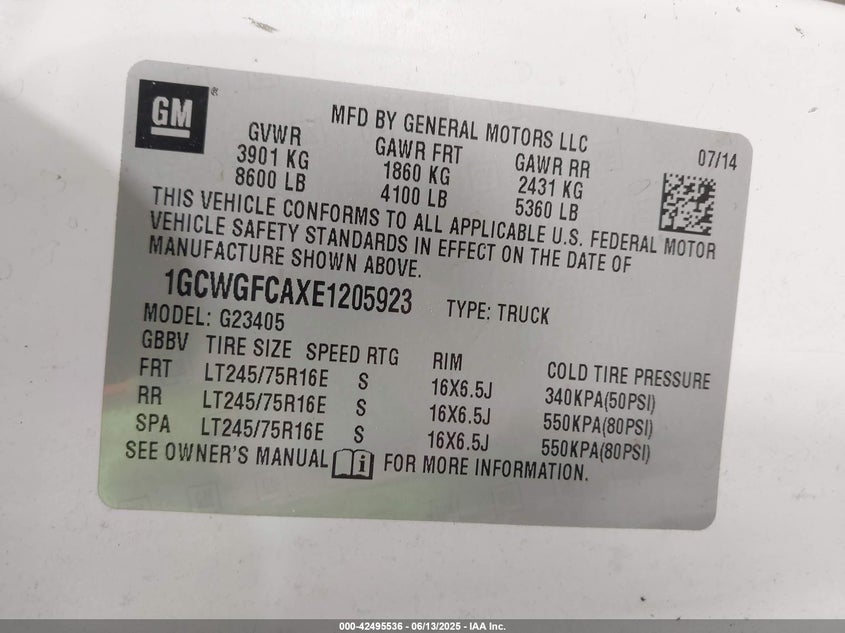 GM®
MFD BY GENERAL MOTORS LLC
07/14
GVWR GAWR FRT GAWR RR
3901 KG 1860 KG 2431 KG
8600 LB 4100 LB 5360 LB
THIS VEHICLE CONFORMS TO ALL APPLICABLE U.S. FEDERAL MOTOR
VEHICLE SAFETY STANDARDS IN EFFECT ON THE DATE OF
MANUFACTURE SHOWN ABOVE.
1GCWGFCAXE1205923 TYPE: TRUCK
MODEL: G23405
GBBV TIRE SIZE SPEED RTG RIM COLD TIRE PRESSURE
FRT LT245/75R16E S 16X6.5J 340KPA(50PSI)
RR LT245/75R16E S 16X6.5J 550KPA(80PSI)
SPA LT245/75R16E S 16X6.5J 550KPA(80PSI)
SEE OWNER'S MANUAL i FOR MORE INFORMATION.
000-42495536 - 06/13/2025 - IAA Inc.